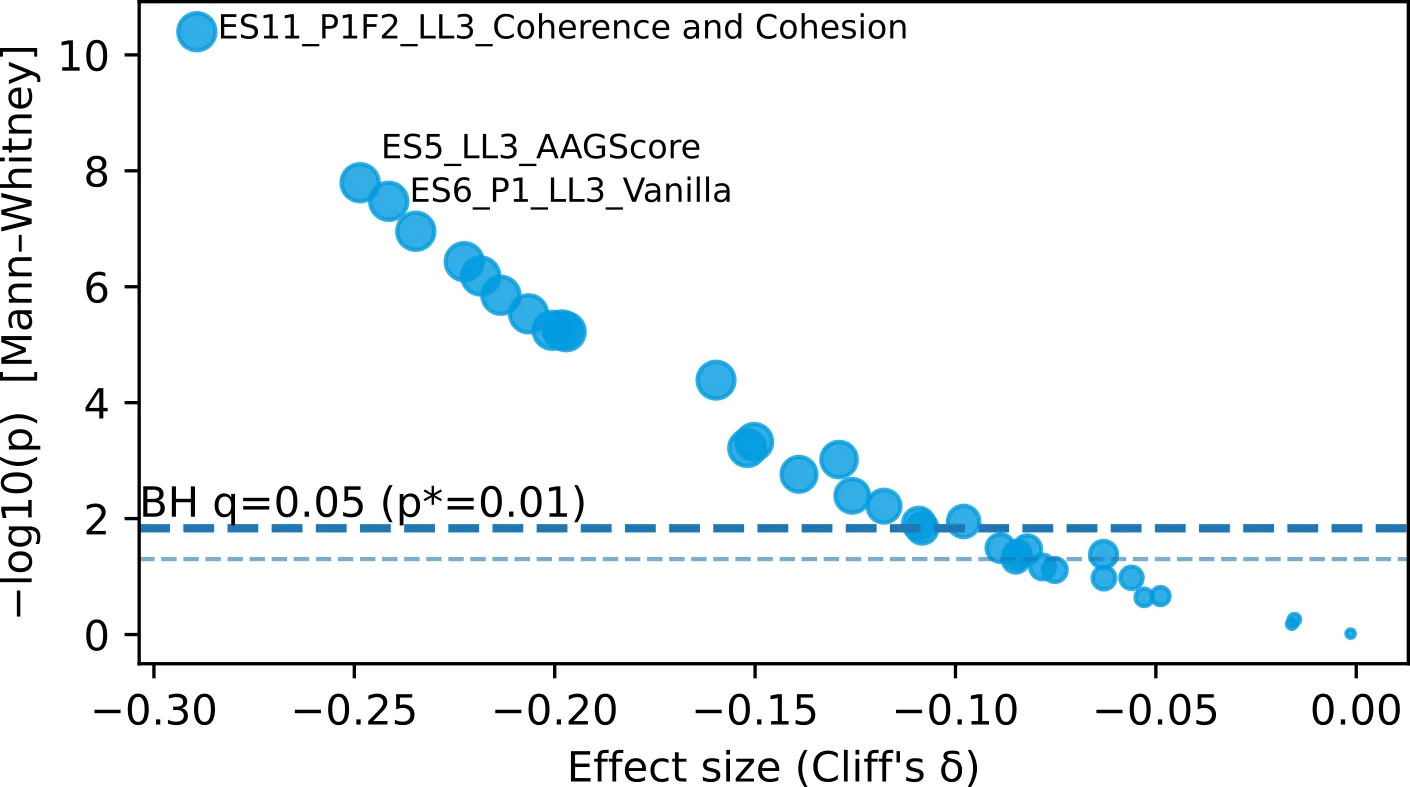 ES11_P1F2_LL3_Coherence and Cohesion
ES5_LL3_AAGScore
ES6_P1_LL3_Vanilla
BH q=0.05 (p*=0.01)
−log10(p) [Mann–Whitney]
10
8
6
4
2
0
−0.30 −0.25 −0.20 −0.15 −0.10 −0.05 0.00
Effect size (Cliff's δ)